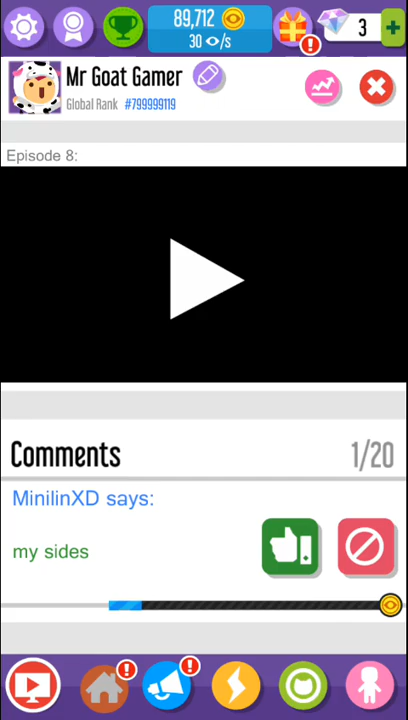 89,712
30 /s
3
Mr Goat Gamer
Global Rank #799999119
Episode 8:
Comments 1/20
MinilinXD says:
my sides